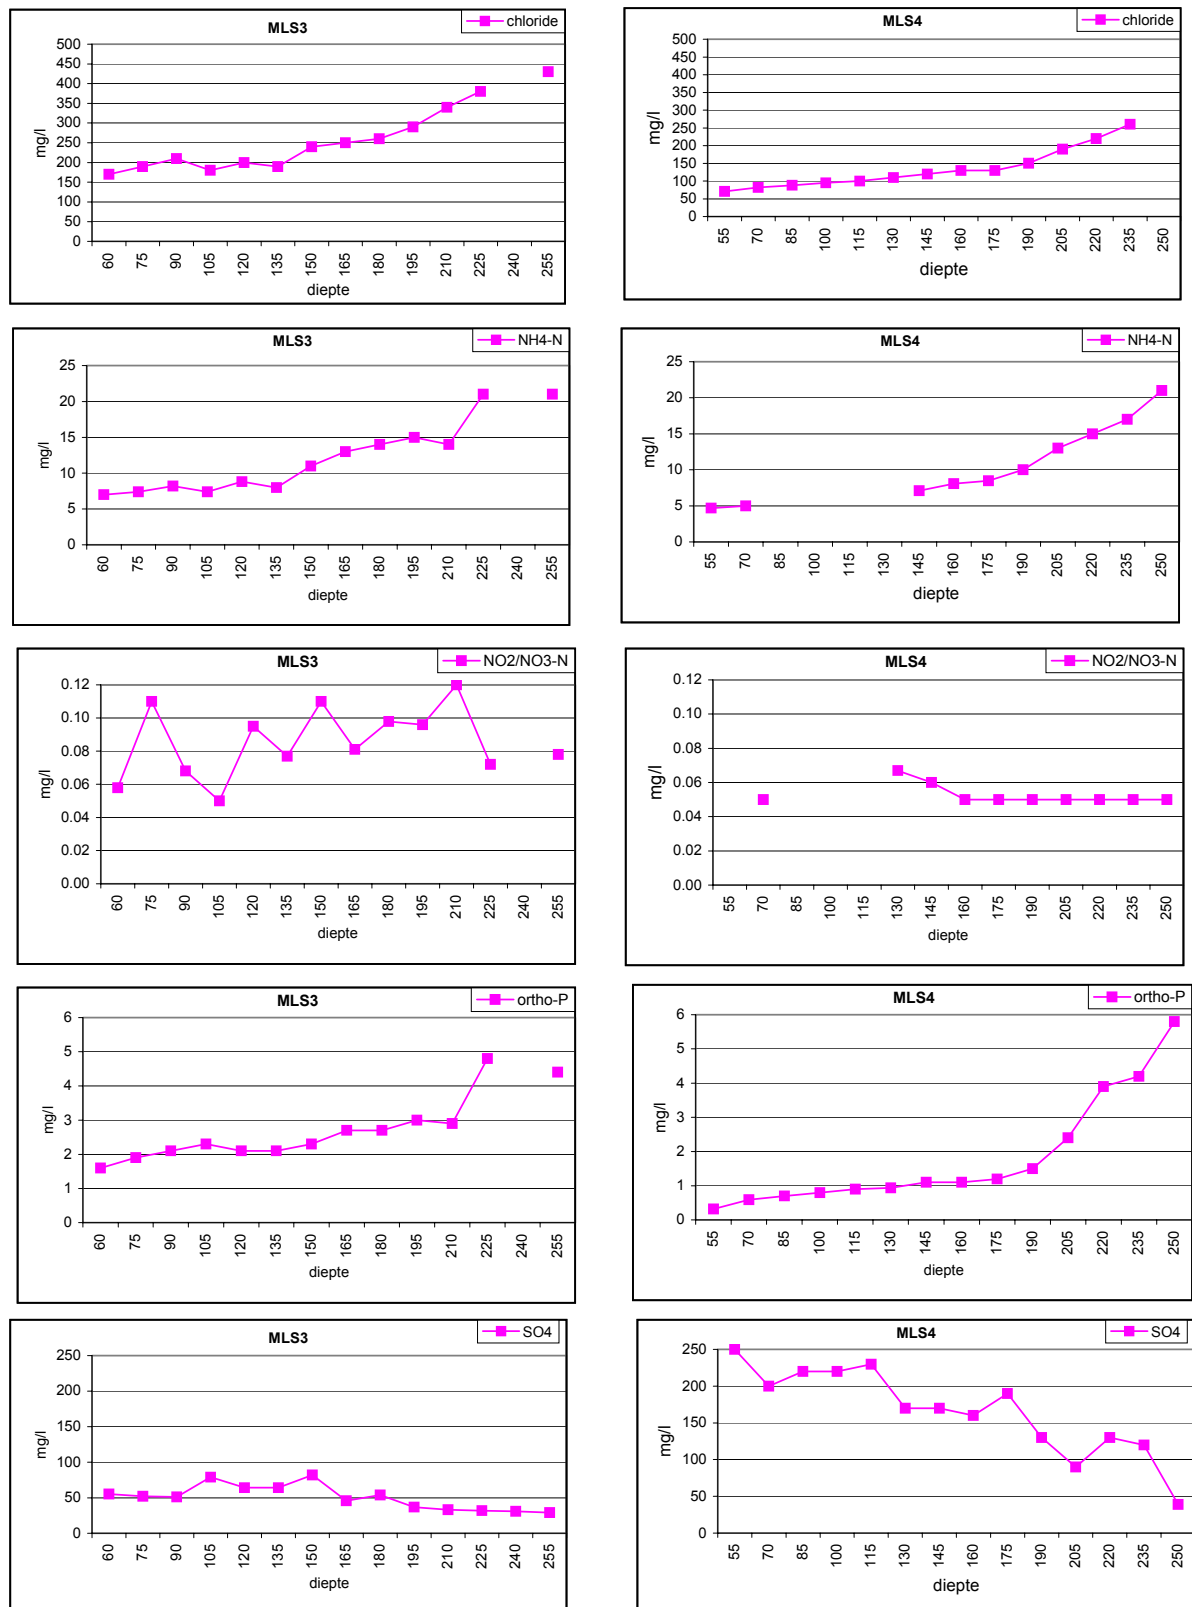 MLS3
chloride
500
450
400
350
300
250
200
150
100
50
0
mg/l
60 75 90 105 120 135 150 165 180 195 210 225 240 255
diepte
MLS4
chloride
500
450
400
350
300
250
200
150
100
50
0
mg/l
55 70 85 100 115 130 145 160 175 190 205 220 235 250
diepte
MLS3
NH4-N
25
20
15
10
5
0
mg/l
60 75 90 105 120 135 150 165 180 195 210 225 240 255
diepte
MLS4
NH4-N
25
20
15
10
5
0
mg/l
55 70 85 100 115 130 145 160 175 190 205 220 235 250
diepte
MLS3
NO2/NO3-N
0.12
0.10
0.08
0.06
0.04
0.02
0.00
mg/l
60 75 90 105 120 135 150 165 180 195 210 225 240 255
diepte
MLS4
NO2/NO3-N
0.12
0.10
0.08
0.06
0.04
0.02
0.00
mg/l
55 70 85 100 115 130 145 160 175 190 205 220 235 250
diepte
MLS3
ortho-P
6
5
4
3
2
1
0
mg/l
60 75 90 105 120 135 150 165 180 195 210 225 240 255
diepte
MLS4
ortho-P
6
5
4
3
2
1
0
mg/l
55 70 85 100 115 130 145 160 175 190 205 220 235 250
diepte
MLS3
SO4
250
200
150
100
50
0
mg/l
60 75 90 105 120 135 150 165 180 195 210 225 240 255
diepte
MLS4
SO4
250
200
150
100
50
0
mg/l
55 70 85 100 115 130 145 160 175 190 205 220 235 250
diepte